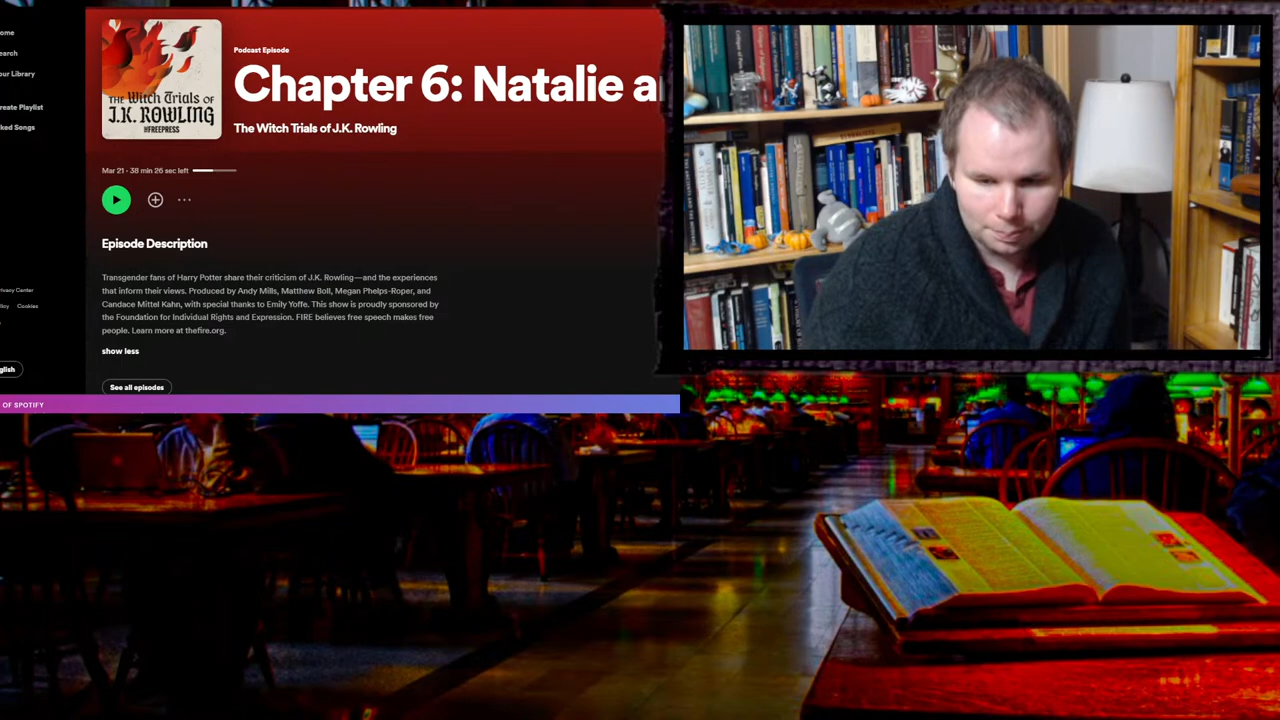 ome
earch
our Library
reate Playlist
ked Songs
rivacy Center
licy Cookies
glish
OF SPOTIFY
THE Witch Trials OF
J.K. ROWLING
THE FREE PRESS
Podcast Episode
Chapter 6: Natalie a
The Witch Trials of J.K. Rowling
Mar 21 · 38 min 26 sec left
Episode Description
Transgender fans of Harry Potter share their criticism of J.K. Rowling—and the experiences
that inform their views. Produced by Andy Mills, Matthew Boll, Megan Phelps-Roper, and
Candace Mittel Kahn, with special thanks to Emily Yoffe. This show is proudly sponsored by
the Foundation for Individual Rights and Expression. FIRE believes free speech makes free
people. Learn more at thefire.org.
show less
See all episodes